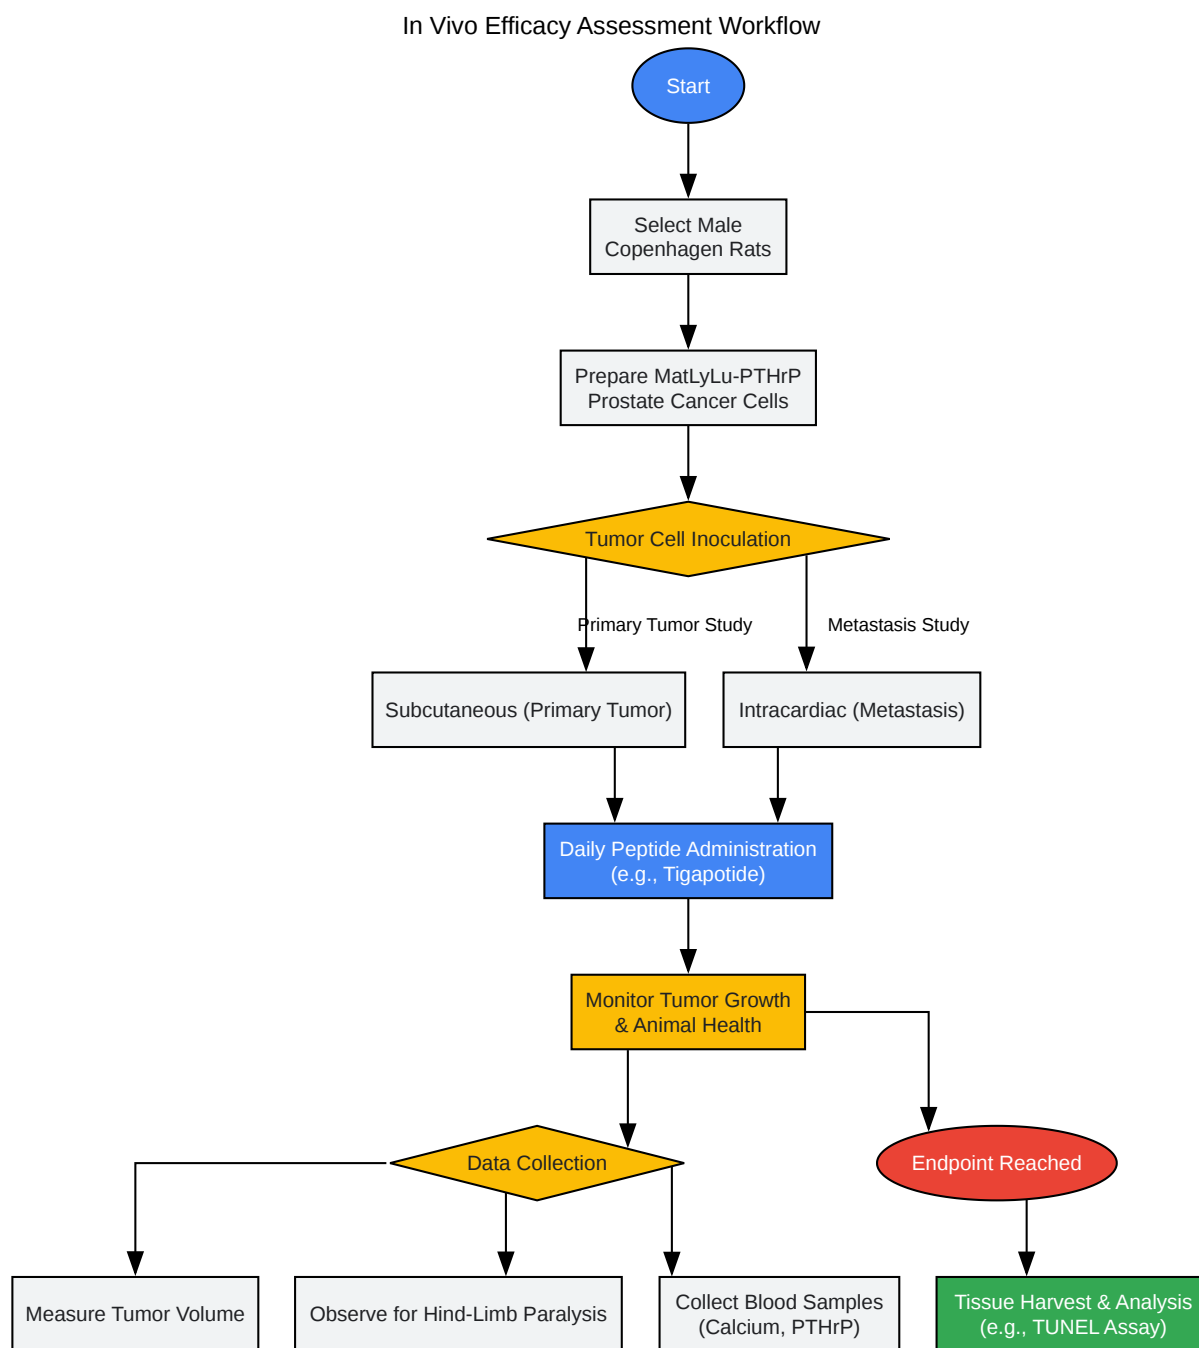 In Vivo Efficacy Assessment Workflow
Start
Select Male
Copenhagen Rats
Prepare MatLyLu-PTHrP
Prostate Cancer Cells
Tumor Cell Inoculation
Primary Tumor Study
Metastasis Study
Subcutaneous (Primary Tumor)
Intracardiac (Metastasis)
Daily Peptide Administration
(e.g., Tigapotide)
Monitor Tumor Growth
& Animal Health
Data Collection
Endpoint Reached
Measure Tumor Volume
Observe for Hind-Limb Paralysis
Collect Blood Samples
(Calcium, PTHrP)
Tissue Harvest & Analysis
(e.g., TUNEL Assay)